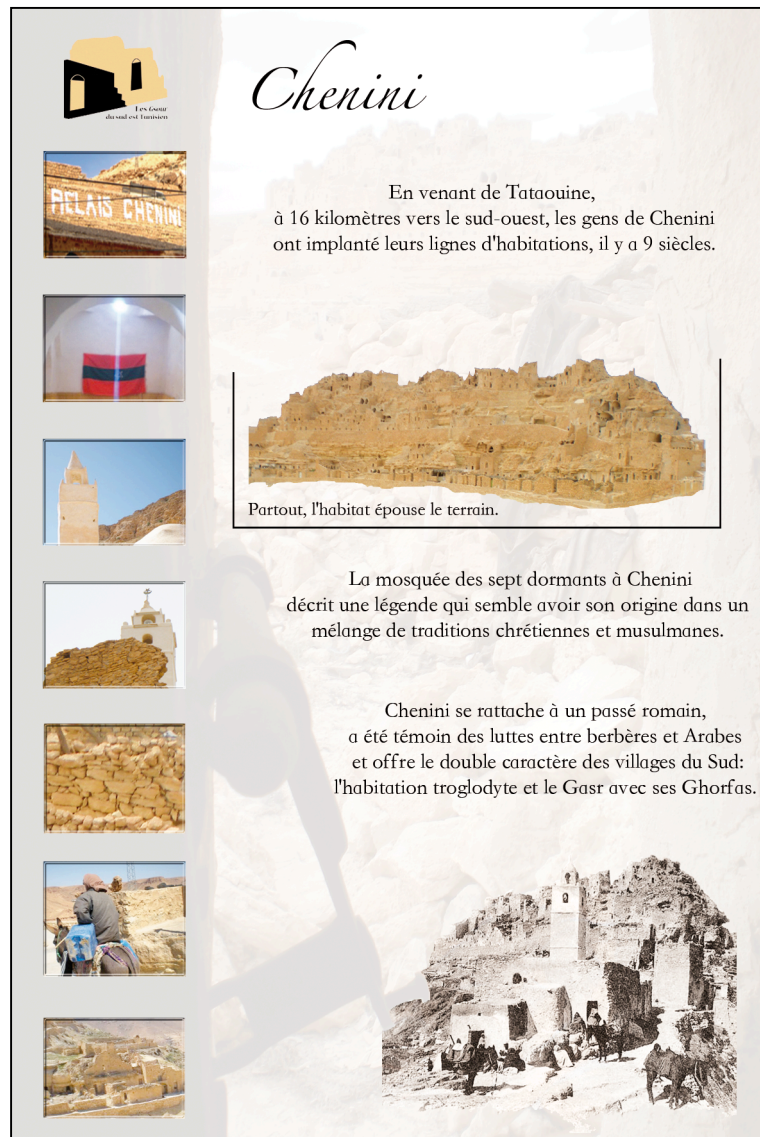 Les Gsour
du sud est Tunisien
Chenini
RELAIS CHENINI
En venant de Tataouine,
à 16 kilomètres vers le sud-ouest, les gens de Chenini
ont implanté leurs lignes d'habitations, il y a 9 siècles.
Partout, l'habitat épouse le terrain.
La mosquée des sept dormants à Chenini
décrit une légende qui semble avoir son origine dans un
mélange de traditions chrétiennes et musulmanes.
Chenini se rattache à un passé romain,
a été témoin des luttes entre berbères et Arabes
et offre le double caractère des villages du Sud:
l'habitation troglodyte et le Gasr avec ses Ghorfas.